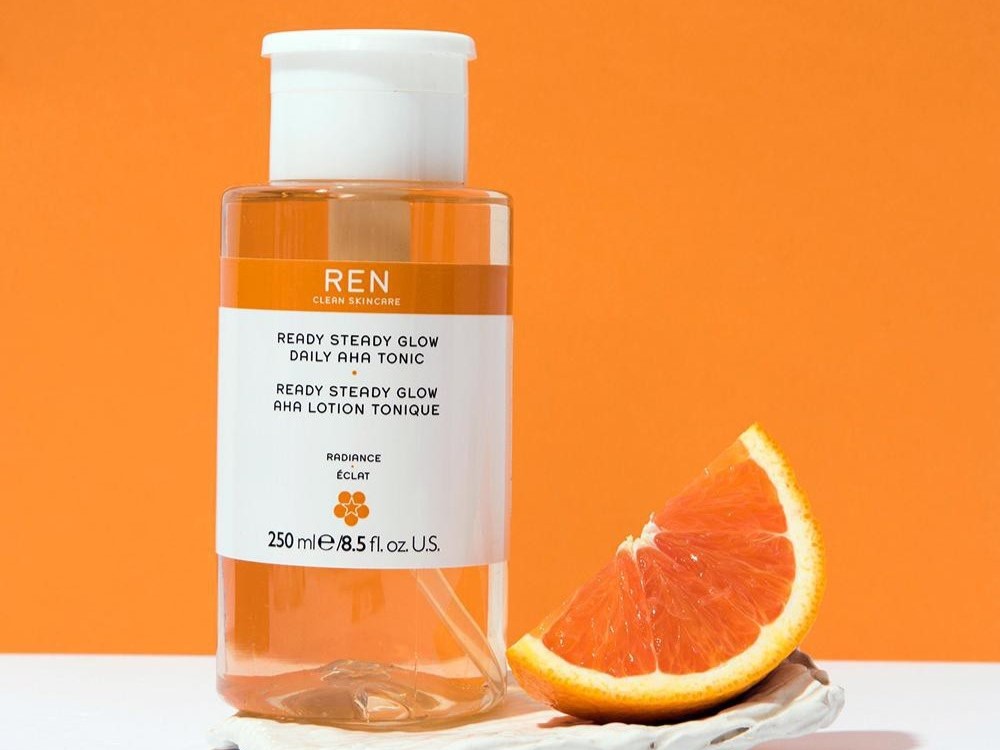 REN
CLEAN SKINCARE
READY STEADY GLOW
DAILY AHA TONIC
READY STEADY GLOW
AHA LOTION TONIQUE
RADIANCE
ÉCLAT
250 ml℮/8.5 fl. oz. U.S.